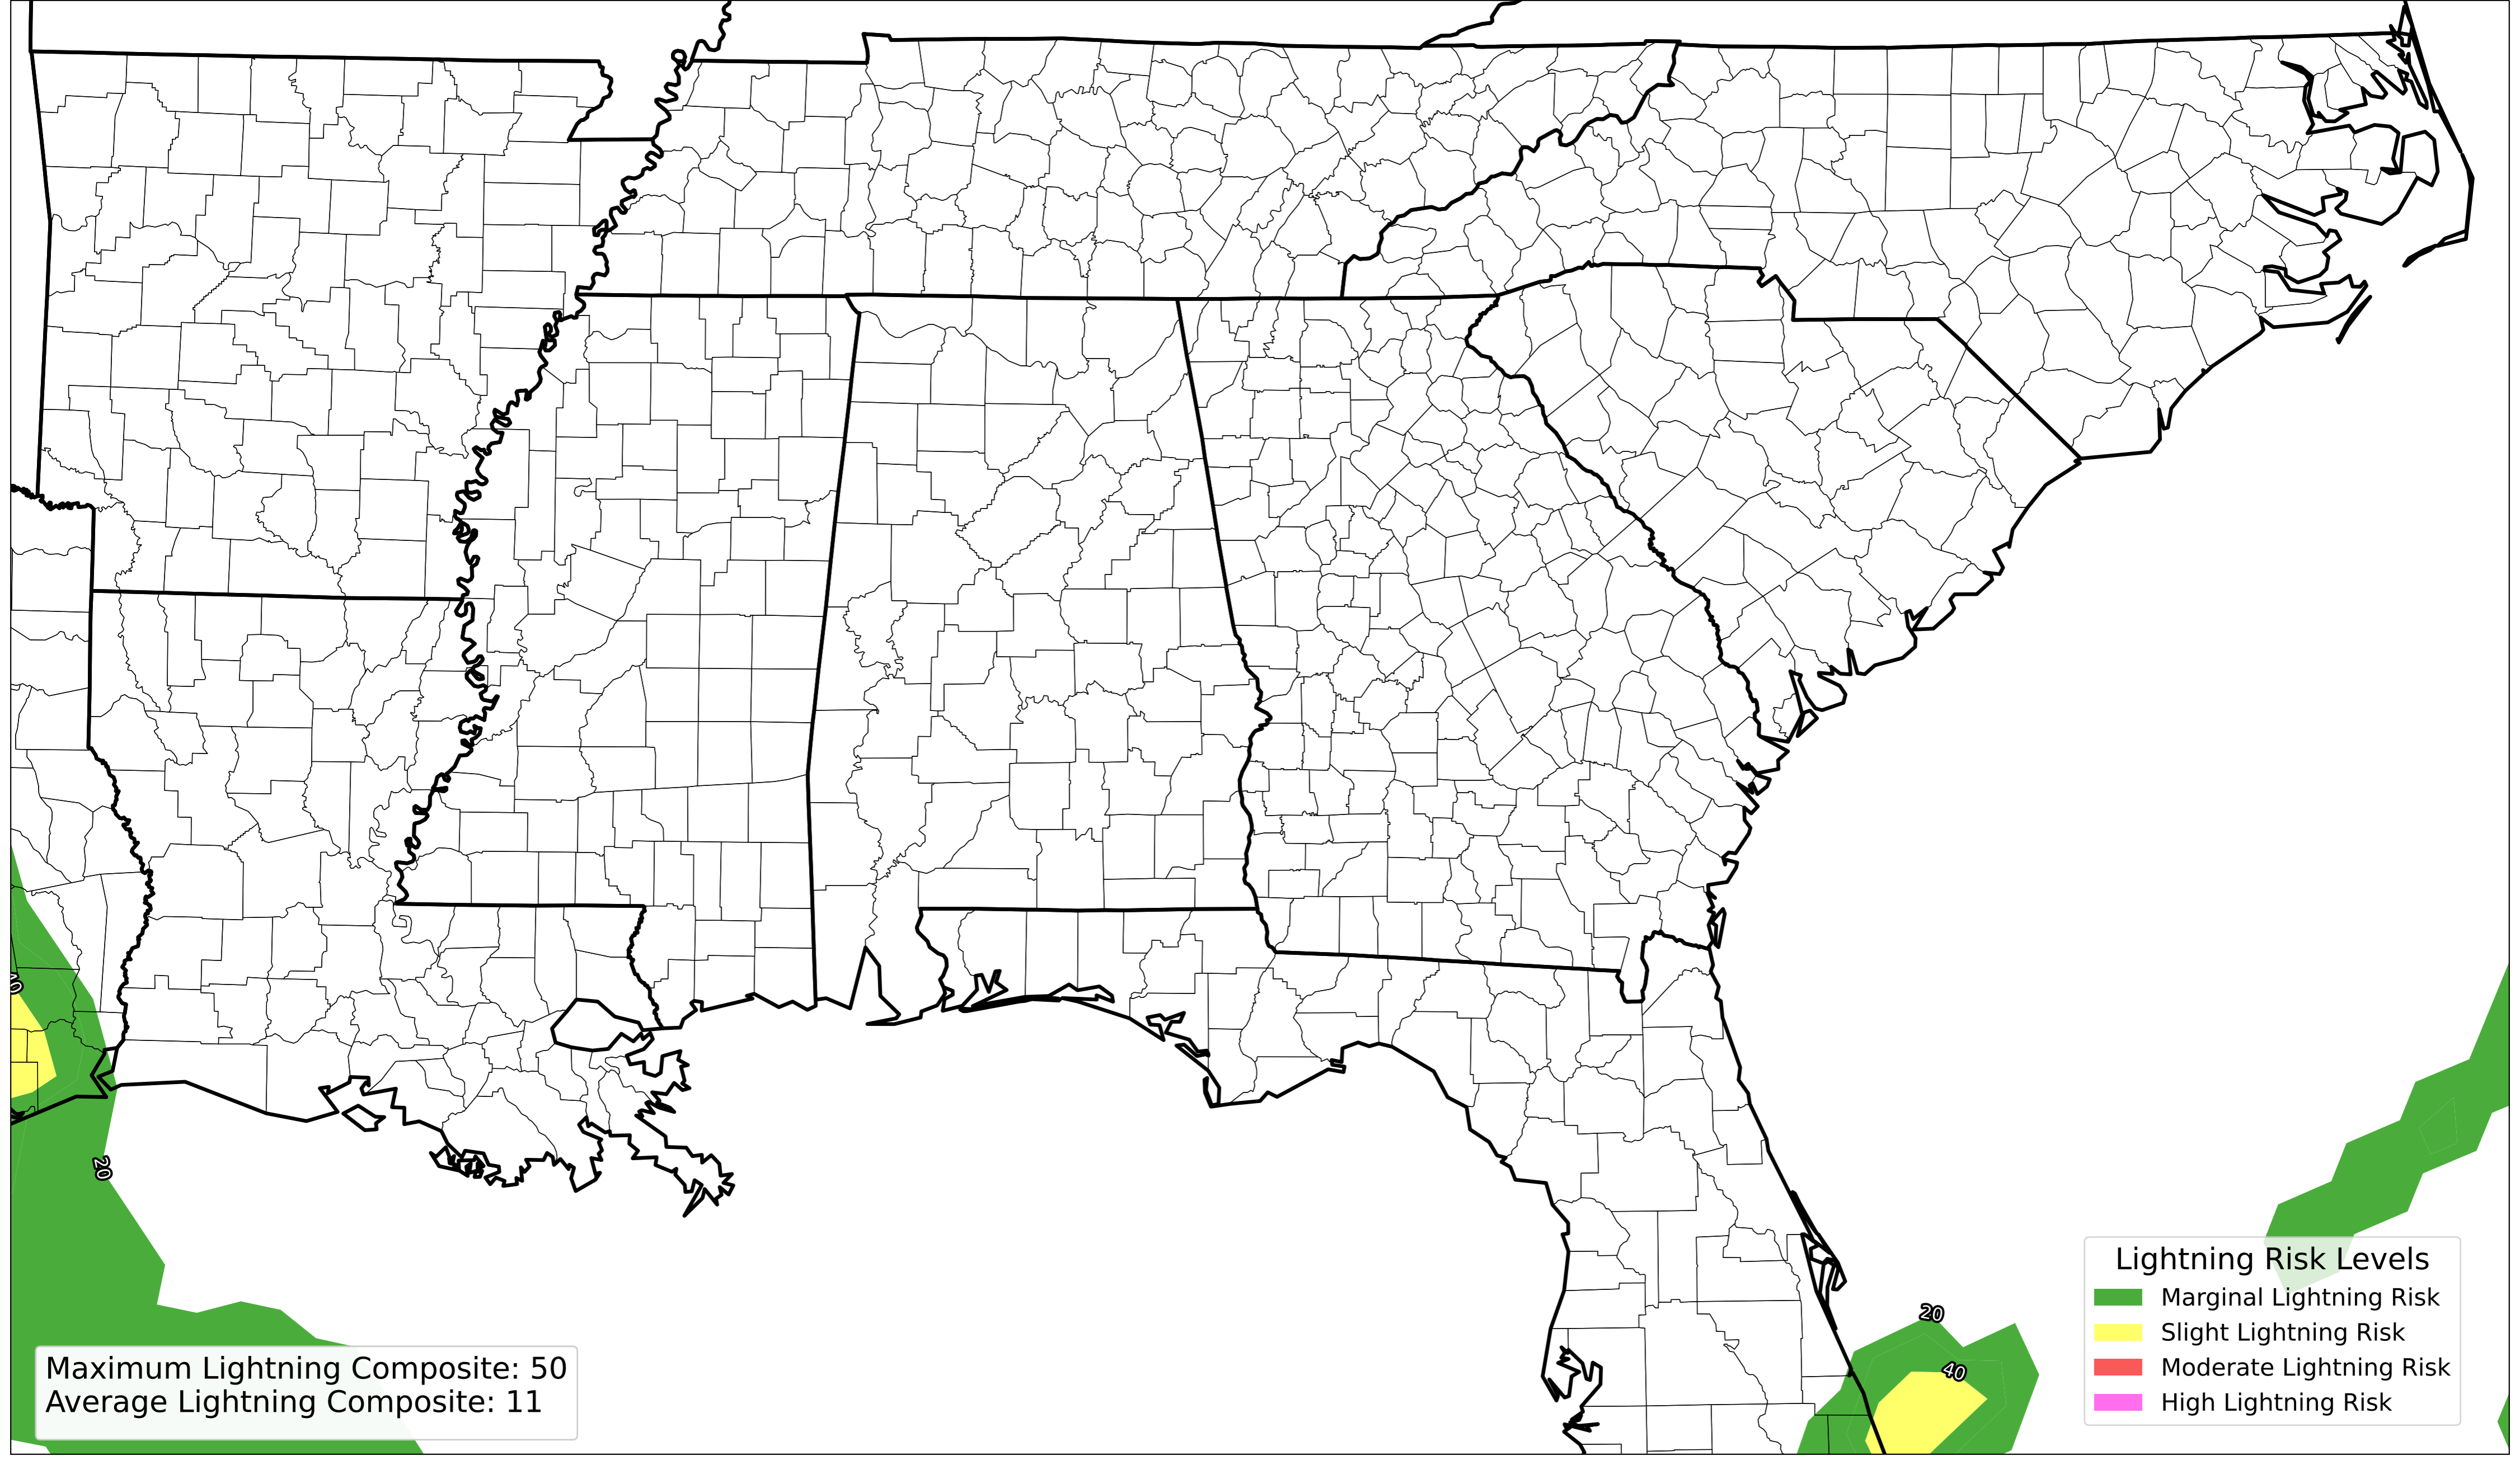 40
20
20
40
Maximum Lightning Composite: 50
Average Lightning Composite: 11
Lightning Risk Levels
Marginal Lightning Risk
Slight Lightning Risk
Moderate Lightning Risk
High Lightning Risk